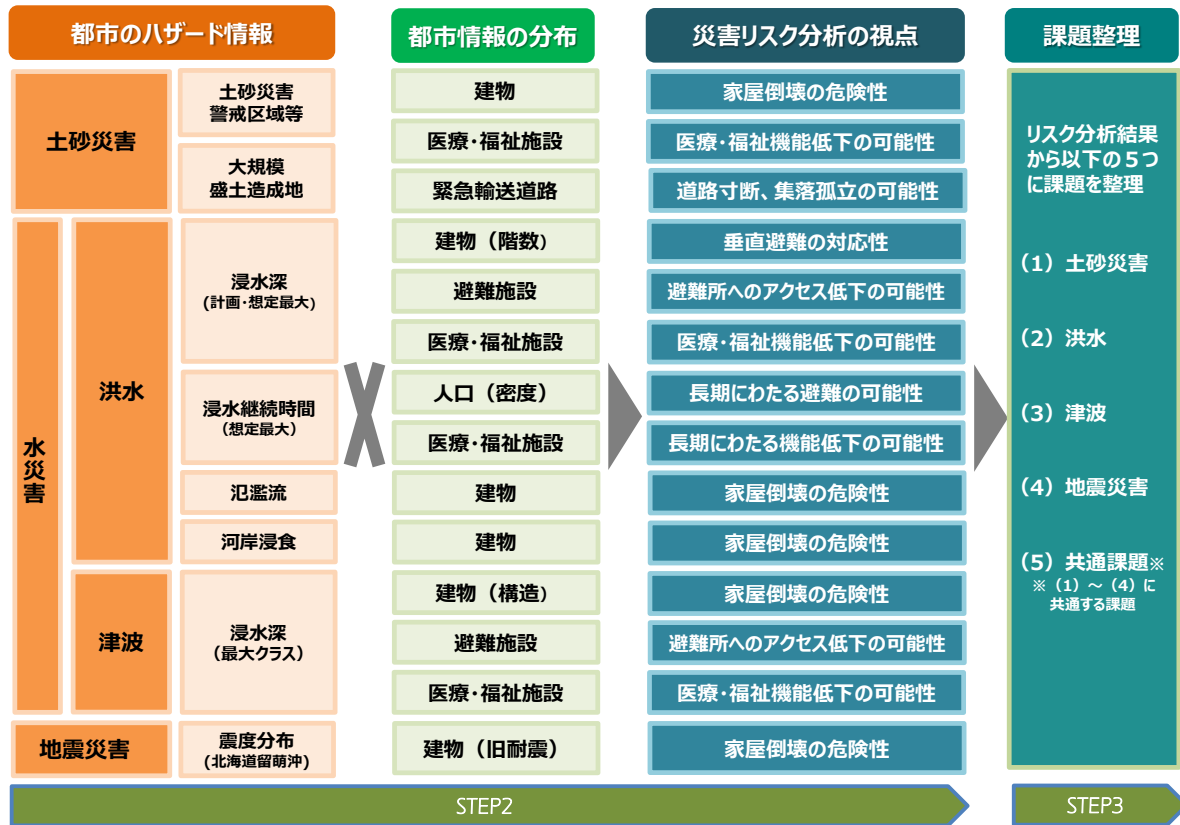 都市のハザード情報
都市情報の分布
災害リスク分析の視点
課題整理
土砂災害
土砂災害
警戒区域等
大規模
盛土造成地
水災害
洪水
浸水深
(計画・想定最大)
浸水継続時間
(想定最大)
氾濫流
河岸浸食
津波
浸水深
(最大クラス)
地震災害
震度分布
(北海道留萌沖)
建物
医療・福祉施設
緊急輸送道路
建物（階数）
避難施設
医療・福祉施設
人口（密度）
医療・福祉施設
建物
建物
建物（構造）
避難施設
医療・福祉施設
建物（旧耐震）
家屋倒壊の危険性
医療・福祉機能低下の可能性
道路寸断、集落孤立の可能性
垂直避難の対応性
避難所へのアクセス低下の可能性
医療・福祉機能低下の可能性
長期にわたる避難の可能性
長期にわたる機能低下の可能性
家屋倒壊の危険性
家屋倒壊の危険性
家屋倒壊の危険性
避難所へのアクセス低下の可能性
医療・福祉機能低下の可能性
家屋倒壊の危険性
リスク分析結果
から以下の５つ
に課題を整理
（1）土砂災害
（2）洪水
（3）津波
（4）地震災害
（5）共通課題※
※（1）～（4）に
共通する課題
STEP2
STEP3